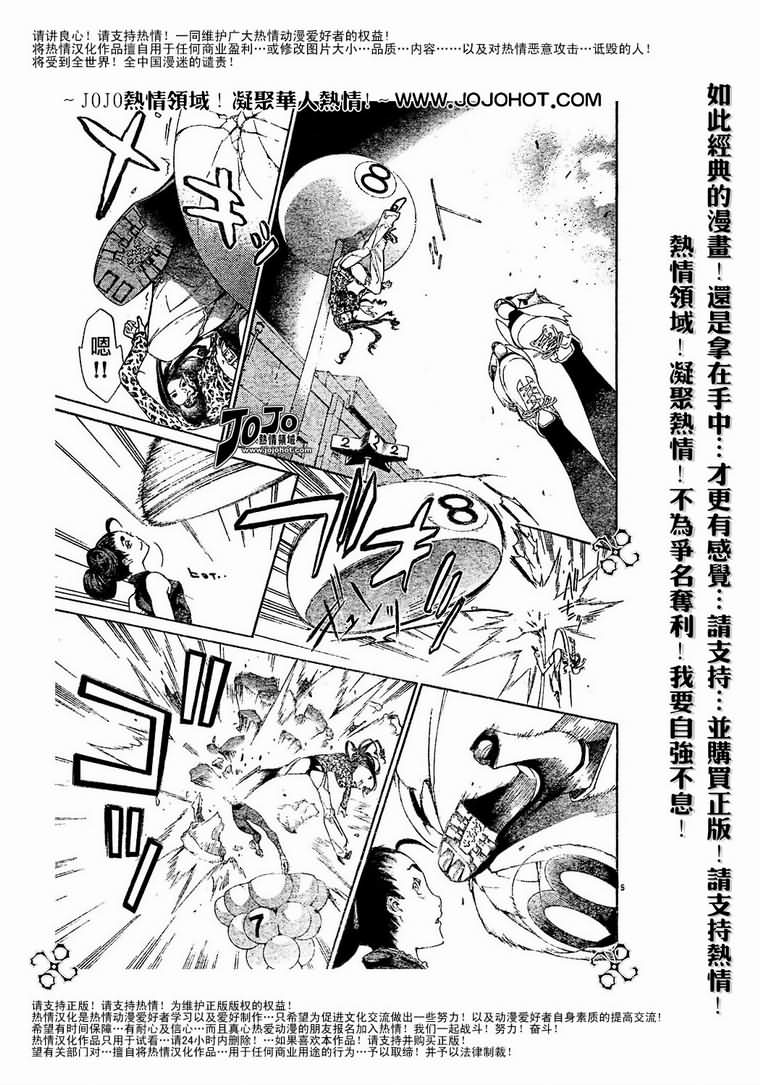 请讲良心！请支持热情！一同维护广大热情动漫爱好者的权益！
将热情汉化作品擅自用于任何商业盈利…或修改图片大小…品质…内容……以及对热情恶意攻击…诋毁的人！
将受到全世界！全中国漫迷的谴责！
～JOJO熱情領域！凝聚華人熱情！～WWW.JOJOHOT.COM
如此經典的漫畫！還是拿在手中…才更有感覺…請支持…並購買正版！請支持熱情！
熱情領域！凝聚熱情！不為爭名奪利！我要自強不息！
8
メギ
嗯!!
JOJO
熱情領域
www.jojohot.com
2 2 2
8
ブギ
ドン
7
8
5
请支持正版！请支持热情！为维护正版版权的权益！
热情汉化是热情动漫爱好者学习以及爱好制作…只希望为促进文化交流做出一些努力！以及动漫爱好者自身素质的提高交流！
希望有时间保障…有耐心及信心…而且真心热爱动漫的朋友报名加入热情！我们一起战斗！努力！奋斗！
热情汉化作品只用于试看…请24小时内删除！…如果喜欢本作品！请支持并购买正版！
望有关部门对…擅自将热情汉化作品…用于任何商业用途的行为…予以取缔！并予以法律制裁！